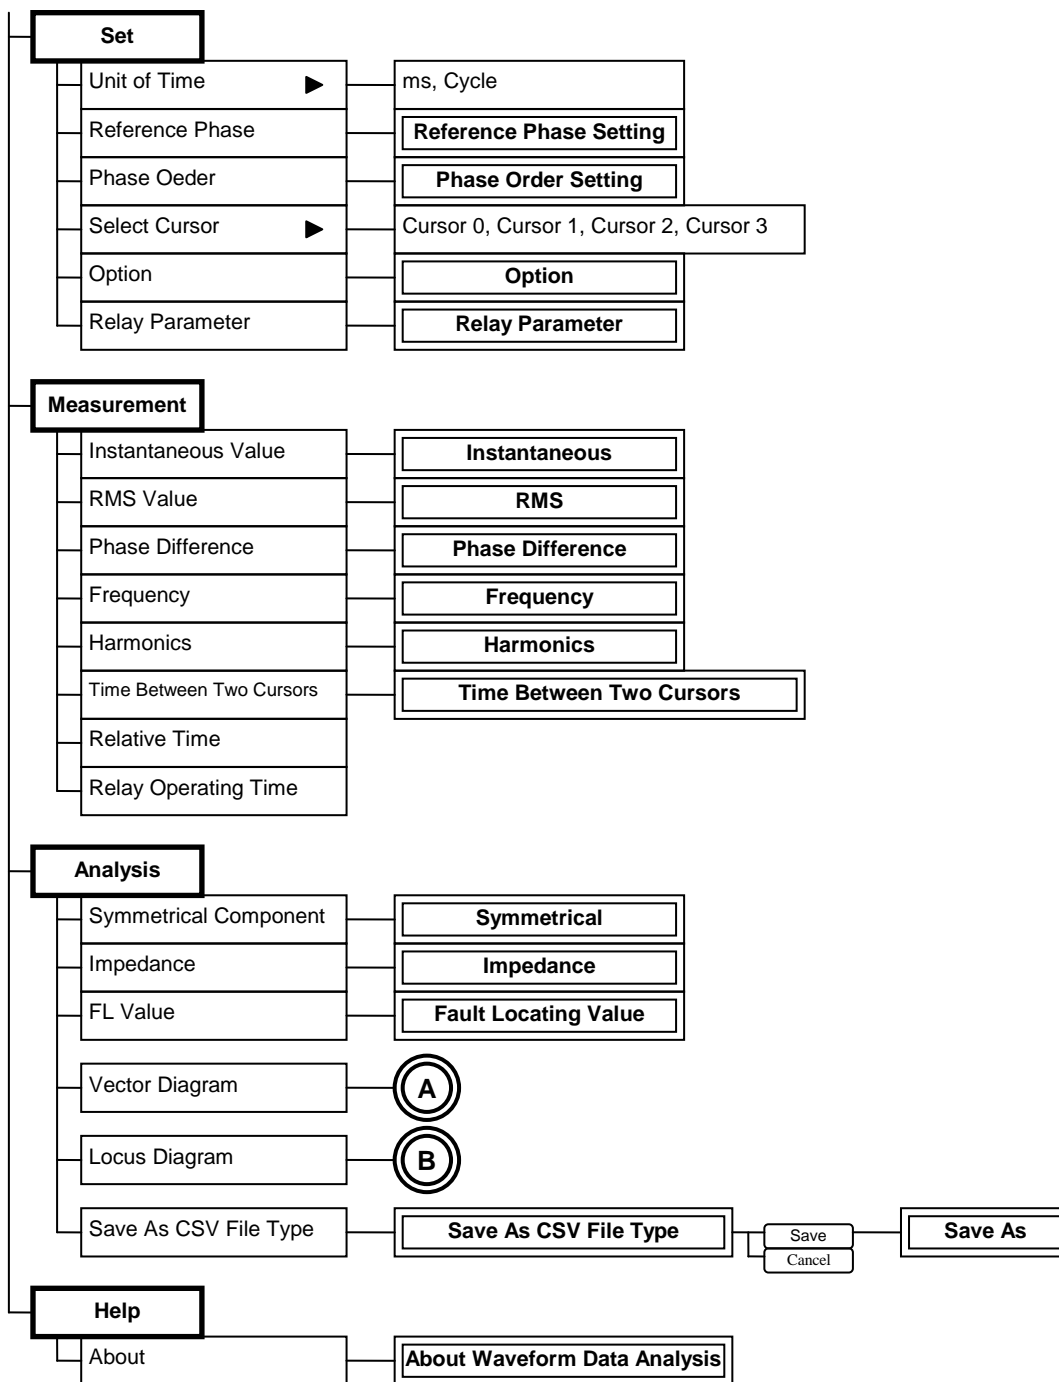 Set
Unit of Time ▶ ms, Cycle
Reference Phase Reference Phase Setting
Phase Oeder Phase Order Setting
Select Cursor ▶ Cursor 0, Cursor 1, Cursor 2, Cursor 3
Option Option
Relay Parameter Relay Parameter
Measurement
Instantaneous Value Instantaneous
RMS Value RMS
Phase Difference Phase Difference
Frequency Frequency
Harmonics Harmonics
Time Between Two Cursors Time Between Two Cursors
Relative Time
Relay Operating Time
Analysis
Symmetrical Component Symmetrical
Impedance Impedance
FL Value Fault Locating Value
Vector Diagram A
Locus Diagram B
Save As CSV File Type Save As CSV File Type Save Save As
Cancel
Help
About About Waveform Data Analysis